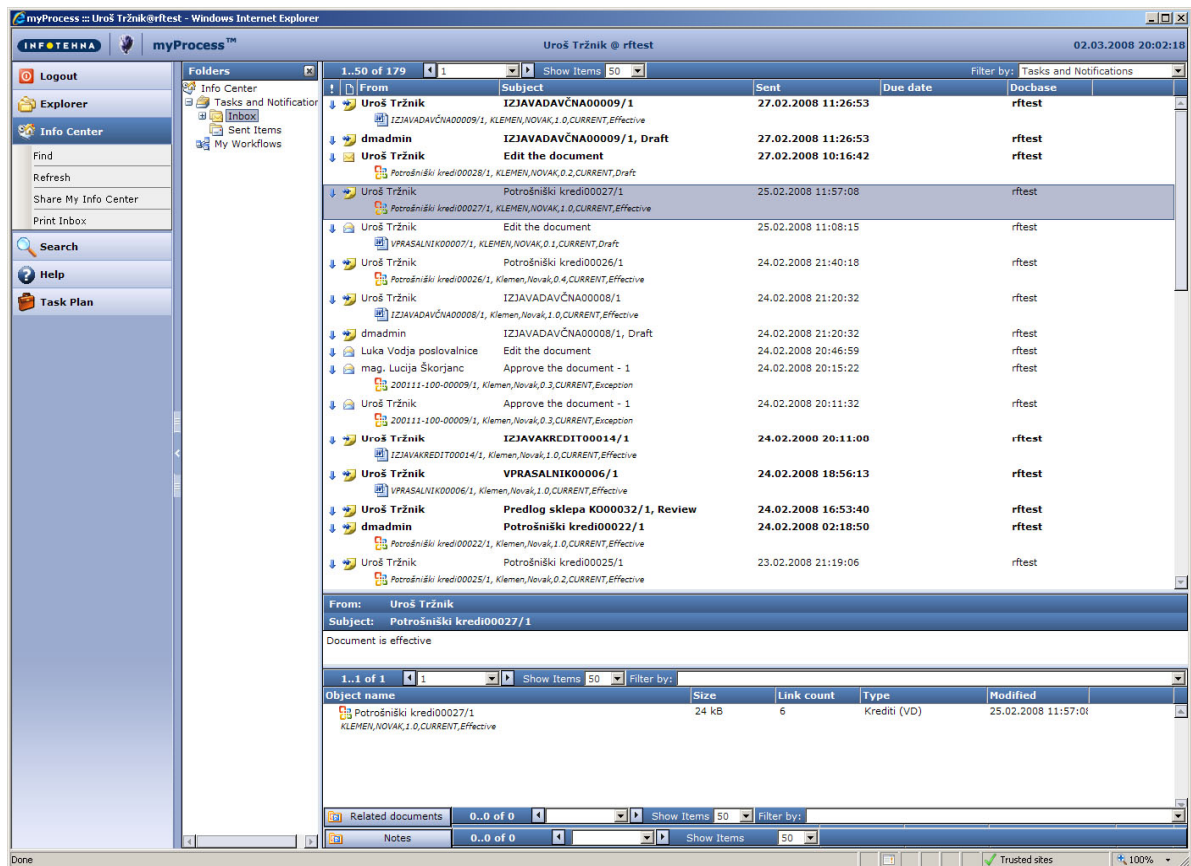 myProcess ::: Uroš Tržnik@rftest - Windows Internet Explorer
INFOTEHNA myProcess™ Uroš Tržnik @ rftest 02.03.2008 20:02:18
Logout
Explorer
Info Center
Find
Refresh
Share My Info Center
Print Inbox
Search
Help
Task Plan
Folders
Info Center
Tasks and Notification
Inbox
Sent Items
My Workflows
1..50 of 179 1 Show Items 50 Filter by: Tasks and Notifications
! From Subject Sent Due date Docbase
Uroš Tržnik IZJAVADAVČNA00009/1 27.02.2008 11:26:53 rftest
IZJAVADAVČNA00009/1, KLEMEN,NOVAK,1.0,CURRENT,Effective
dmadmin IZJAVADAVČNA00009/1, Draft 27.02.2008 11:26:53 rftest
Uroš Tržnik Edit the document 27.02.2008 10:16:42 rftest
Potrošniški kredi00028/1, KLEMEN,NOVAK,0.2,CURRENT,Draft
Uroš Tržnik Potrošniški kredi00027/1 25.02.2008 11:57:08 rftest
Potrošniški kredi00027/1, KLEMEN,NOVAK,1.0,CURRENT,Effective
Uroš Tržnik Edit the document 25.02.2008 11:08:15 rftest
VPRASALNIK00007/1, KLEMEN,NOVAK,0.1,CURRENT,Draft
Uroš Tržnik Potrošniški kredi00026/1 24.02.2008 21:40:18 rftest
Potrošniški kredi00026/1, Klemen,Novak,0.4,CURRENT,Effective
Uroš Tržnik IZJAVADAVČNA00008/1 24.02.2008 21:20:32 rftest
IZJAVADAVČNA00008/1, Klemen,Novak,1.0,CURRENT,Effective
dmadmin IZJAVADAVČNA00008/1, Draft 24.02.2008 21:20:32 rftest
Luka Vodja poslovalnice Edit the document 24.02.2008 20:46:59 rftest
mag. Lucija Škorjanc Approve the document - 1 24.02.2008 20:15:22 rftest
200111-100-00009/1, Klemen,Novak,0.3,CURRENT,Exception
Uroš Tržnik Approve the document - 1 24.02.2008 20:11:32 rftest
200111-100-00009/1, Klemen,Novak,0.3,CURRENT,Exception
Uroš Tržnik IZJAVAKREDIT00014/1 24.02.2008 20:11:00 rftest
IZJAVAKREDIT00014/1, Klemen,Novak,1.0,CURRENT,Effective
Uroš Tržnik VPRASALNIK00006/1 24.02.2008 18:56:13 rftest
VPRASALNIK00006/1, Klemen,Novak,1.0,CURRENT,Effective
Uroš Tržnik Predlog sklepa KO00032/1, Review 24.02.2008 16:53:40 rftest
dmadmin Potrošniški kredi00022/1 24.02.2008 02:18:50 rftest
Potrošniški kredi00022/1, Klemen,Novak,1.0,CURRENT,Effective
Uroš Tržnik Potrošniški kredi00025/1 23.02.2008 21:19:06 rftest
Potrošniški kredi00025/1, Klemen,Novak,0.2,CURRENT,Effective
From: Uroš Tržnik
Subject: Potrošniški kredi00027/1
Document is effective
1..1 of 1 1 Show Items 50 Filter by:
Object name Size Link count Type Modified
Potrošniški kredi00027/1 24 kB 6 Krediti (VD) 25.02.2008 11:57:08
KLEMEN,NOVAK,1.0,CURRENT,Effective
Related documents 0..0 of 0 Show Items 50 Filter by:
Notes 0..0 of 0 Show Items 50
Done Trusted sites 100%